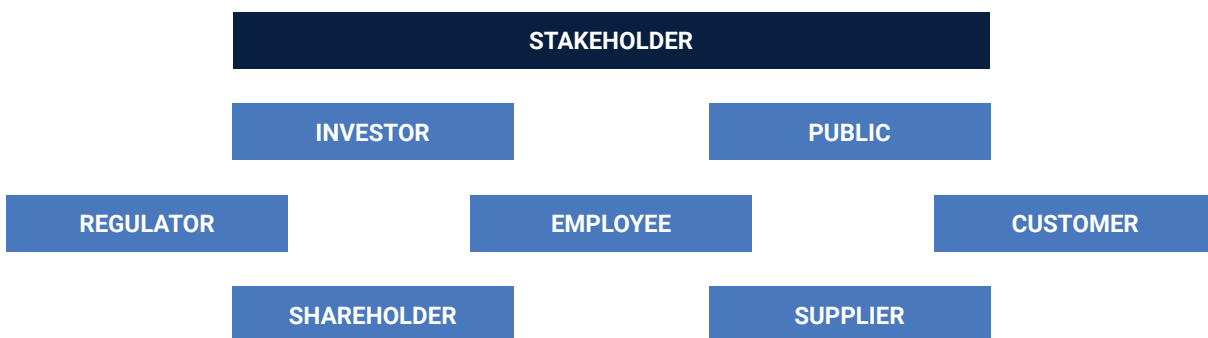 STAKEHOLDER
INVESTOR PUBLIC
REGULATOR EMPLOYEE CUSTOMER
SHAREHOLDER SUPPLIER